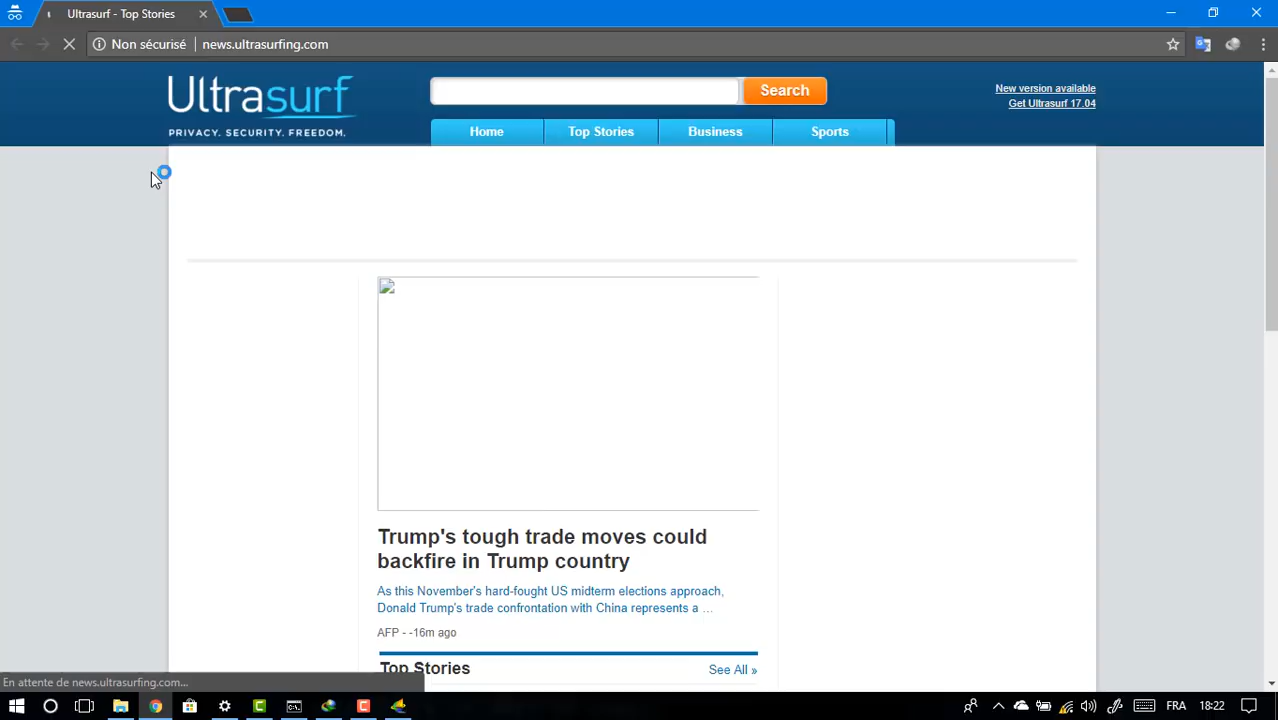 Ultrasurf - Top Stories
Non sécurisé
news.ultrasurfing.com
Ultrasurf
PRIVACY. SECURITY. FREEDOM.
Search
New version available
Get Ultrasurf 17.04
Home
Top Stories
Business
Sports
Trump's tough trade moves could
backfire in Trump country
As this November's hard-fought US midterm elections approach,
Donald Trump's trade confrontation with China represents a ...
AFP - -16m ago
Top Stories
See All »
En attente de news.ultrasurfing.com...
FRA
18:22